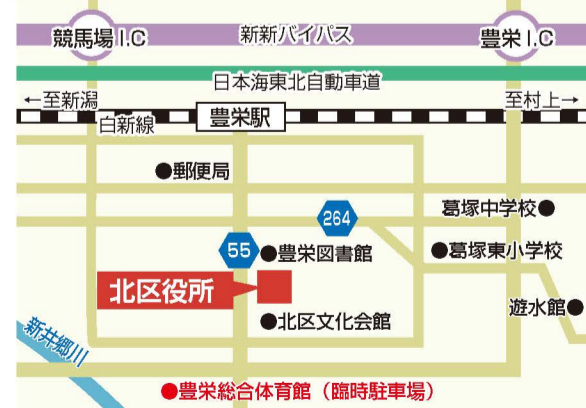 競馬場I.C
新新バイパス
豊栄I.C
日本海東北自動車道
←至新潟
至村上→
白新線
豊栄駅
●郵便局
264
葛塚中学校●
55
●豊栄図書館
●葛塚東小学校
北区役所
遊水館●
●北区文化会館
新井郷川
●豊栄総合体育館（臨時駐車場）